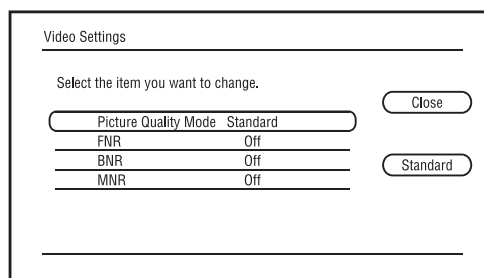 Video Settings
Select the item you want to change.
Close
Picture Quality Mode Standard
FNR Off
BNR Off
Standard
MNR Off